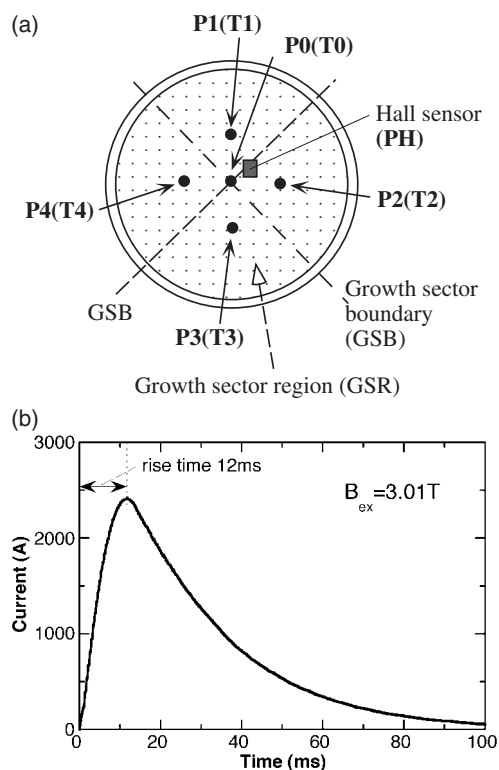 (a)
P1(T1)
P0(T0)
Hall sensor
(PH)
P4(T4)
P2(T2)
GSB
P3(T3)
Growth sector
boundary
(GSB)
Growth sector region (GSR)
(b)
3000
rise time 12ms
B_ex=3.01T
2000
Current (A)
1000
0
0 20 40 60 80 100
Time (ms)